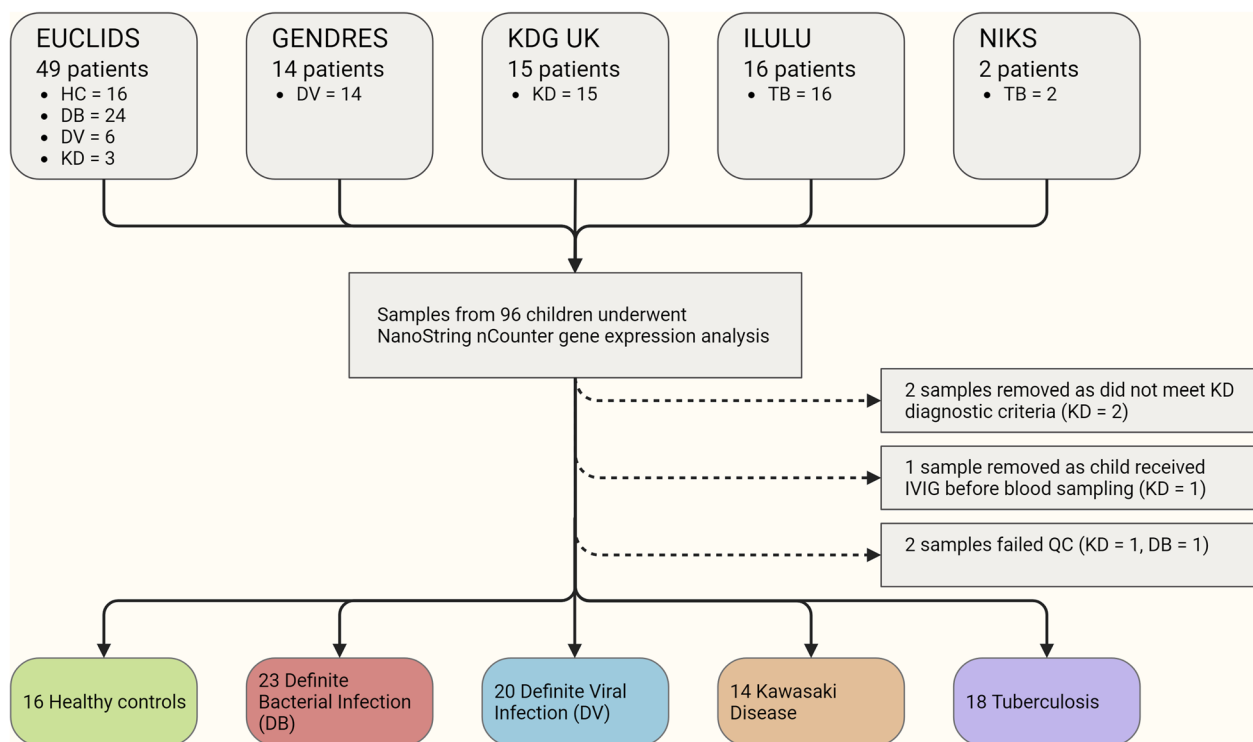 EUCLIDS
49 patients
• HC = 16
• DB = 24
• DV = 6
• KD = 3
GENDRES
14 patients
• DV = 14
KDG UK
15 patients
• KD = 15
ILULU
16 patients
• TB = 16
NIKS
2 patients
• TB = 2
Samples from 96 children underwent
NanoString nCounter gene expression analysis
2 samples removed as did not meet KD
diagnostic criteria (KD = 2)
1 sample removed as child received
IVIG before blood sampling (KD = 1)
2 samples failed QC (KD = 1, DB = 1)
16 Healthy controls
23 Definite
Bacterial Infection
(DB)
20 Definite Viral
Infection (DV)
14 Kawasaki
Disease
18 Tuberculosis